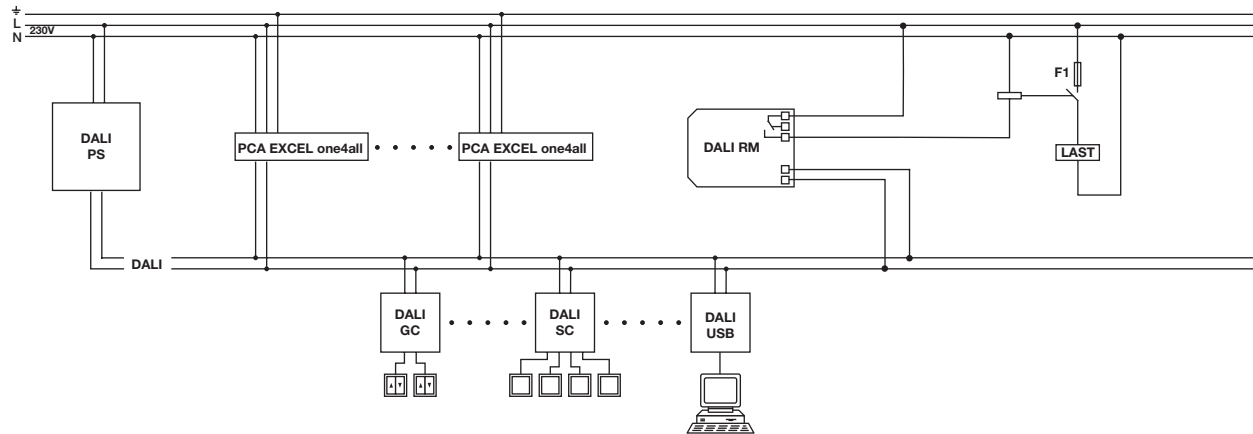 ⏚
L
230V
N
F1
DALI
PS
PCA EXCEL one4all
PCA EXCEL one4all
DALI RM
LAST
DALI
DALI
GC
DALI
SC
DALI
USB